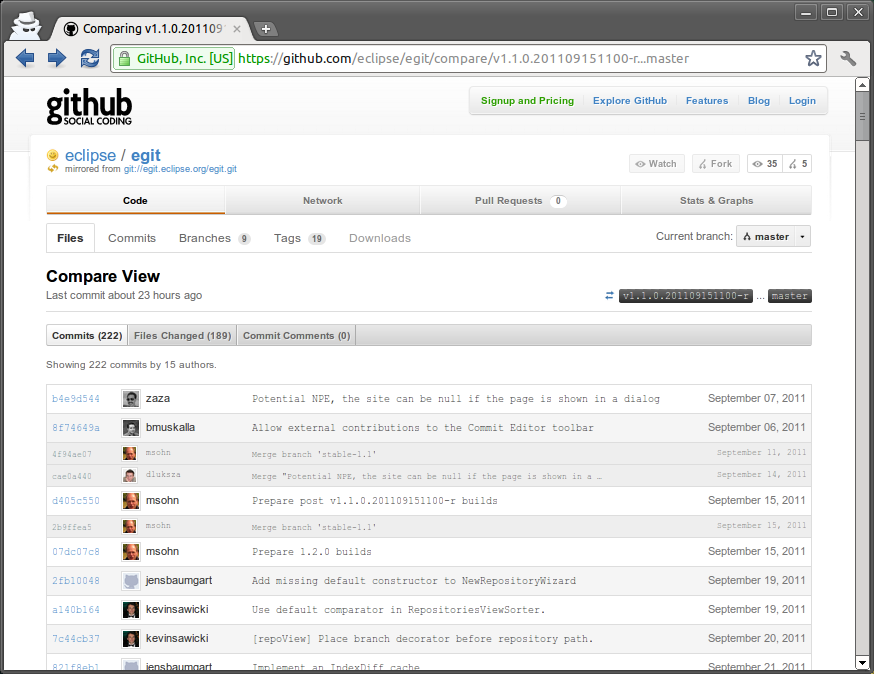 Comparing v1.1.0.201109
GitHub, Inc. [US] https://github.com/eclipse/egit/compare/v1.1.0.201109151100-r...master
github
SOCIAL CODING
Signup and Pricing Explore GitHub Features Blog Login
eclipse / egit
mirrored from git://egit.eclipse.org/egit.git
Watch Fork 35 5
Code Network Pull Requests 0 Stats & Graphs
Files Commits Branches 9 Tags 19 Downloads Current branch: master
Compare View
Last commit about 23 hours ago v1.1.0.201109151100-r ... master
Commits (222) Files Changed (189) Commit Comments (0)
Showing 222 commits by 15 authors.
b4e9d544 zaza Potential NPE, the site can be null if the page is shown in a dialog September 07, 2011
8f74649a bmuskalla Allow external contributions to the Commit Editor toolbar September 06, 2011
4f94ae07 msohn Merge branch 'stable-1.1' September 11, 2011
cae0a440 dluksza Merge "Potential NPE, the site can be null if the page is shown in a … September 14, 2011
d405c550 msohn Prepare post v1.1.0.201109151100-r builds September 15, 2011
2b9ffea5 msohn Merge branch 'stable-1.1' September 15, 2011
07dc07c8 msohn Prepare 1.2.0 builds September 15, 2011
2fb10048 jensbaumgart Add missing default constructor to NewRepositoryWizard September 19, 2011
a140b164 kevinsawicki Use default comparator in RepositoriesViewSorter. September 19, 2011
7c44cb37 kevinsawicki [repoView] Place branch decorator before repository path. September 20, 2011
821f8eb1 jensbaumgart Implement an IndexDiff cache September 21, 2011